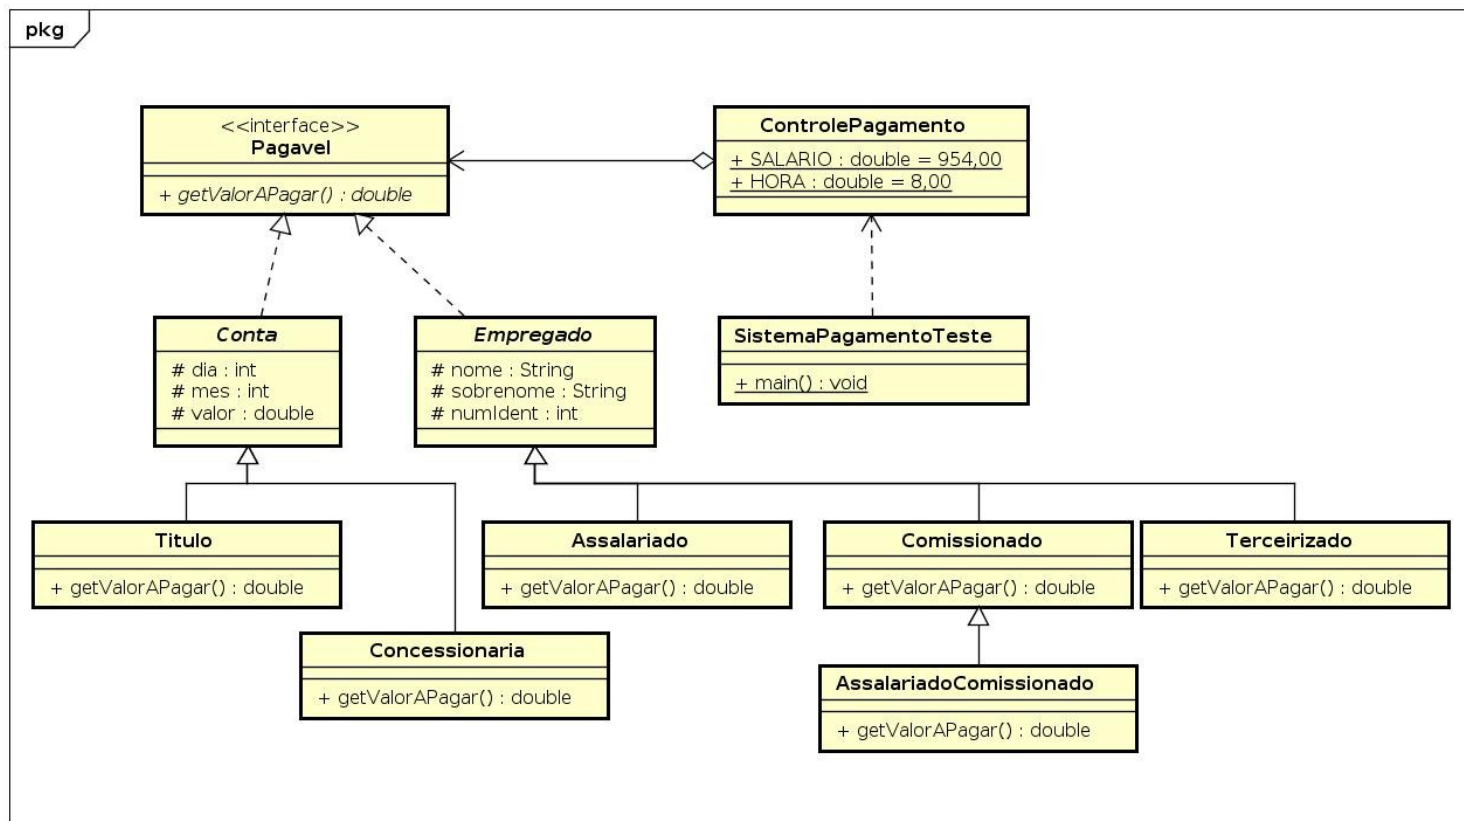 pkg
<<interface>>
Pagavel
+ getValorAPagar() : double
ControlePagamento
+ SALARIO : double = 954,00
+ HORA : double = 8,00
Conta
# dia : int
# mes : int
# valor : double
Empregado
# nome : String
# sobrenome : String
# numIdent : int
SistemaPagamentoTeste
+ main() : void
Titulo
+ getValorAPagar() : double
Assalariado
+ getValorAPagar() : double
Comissionado
+ getValorAPagar() : double
Terceirizado
+ getValorAPagar() : double
Concessionaria
+ getValorAPagar() : double
AssalariadoComissionado
+ getValorAPagar() : double